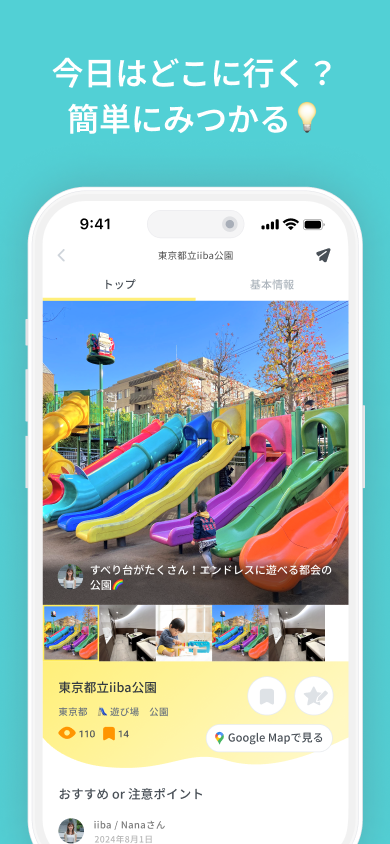 今日はどこに行く？
簡単にみつかる💡
9:41
東京都立iiba公園
トップ 基本情報
すべり台がたくさん！エンドレスに遊べる都会の
公園🌈
東京都立iiba公園
東京都 遊び場 公園
110 14
Google Mapで見る
おすすめ or 注意ポイント
iiba / Nanaさん
2024年8月1日